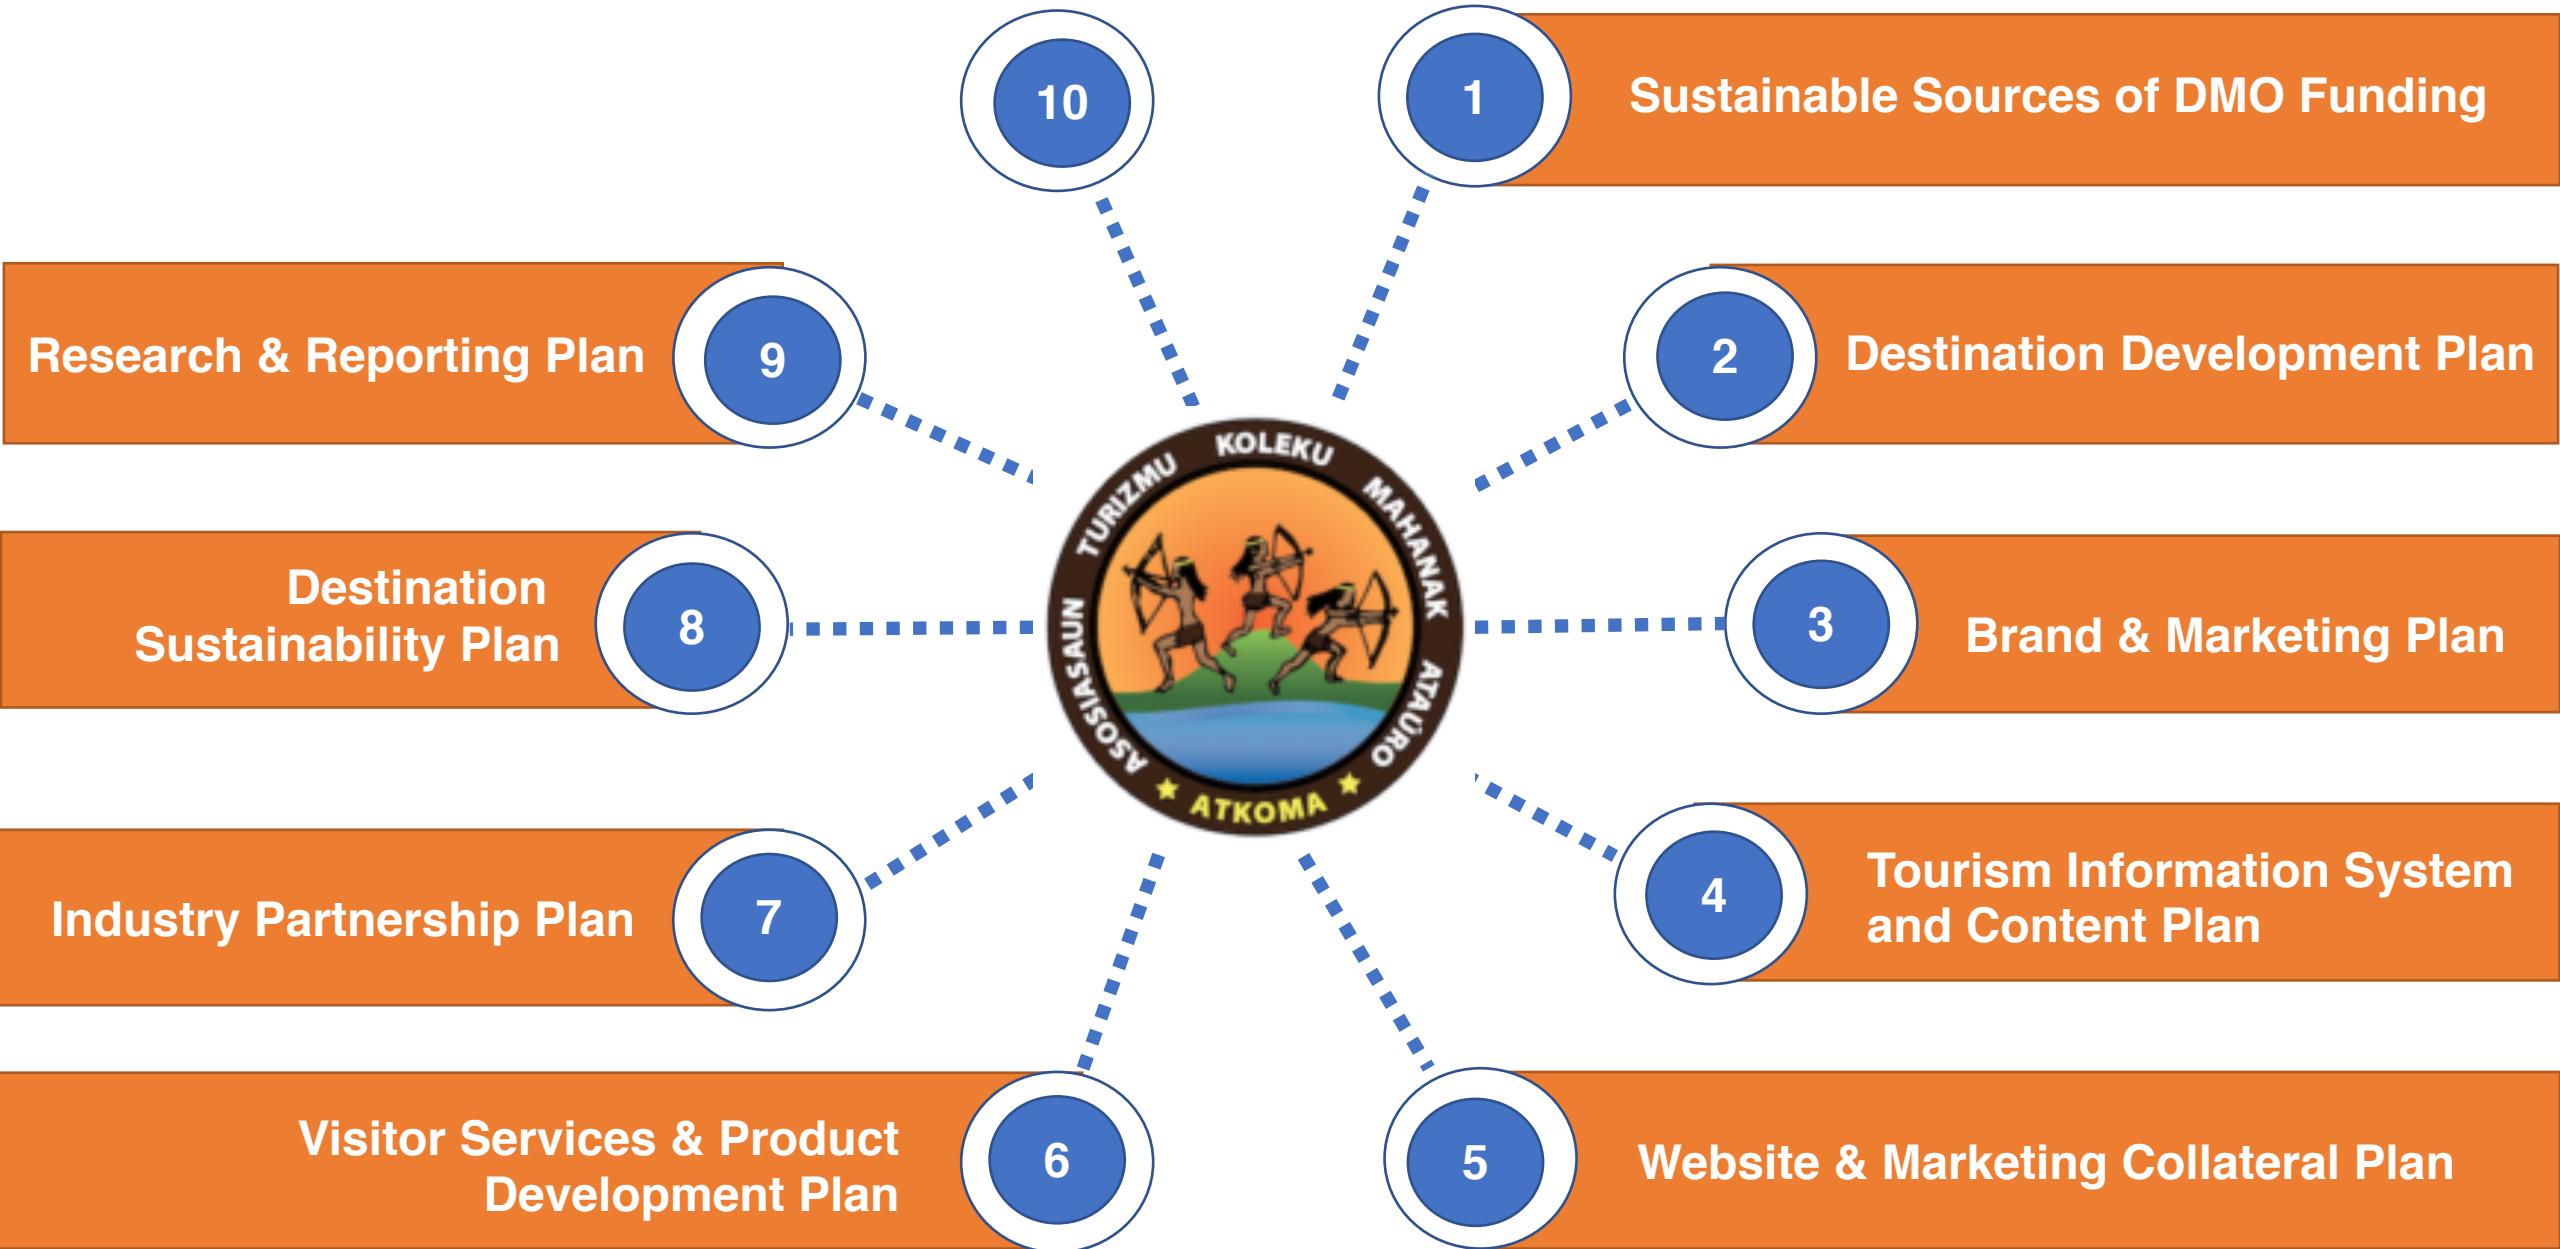 10
1
Sustainable Sources of DMO Funding
Research & Reporting Plan
9
2
Destination Development Plan
Destination
Sustainability Plan
8
3
Brand & Marketing Plan
Industry Partnership Plan
7
4
Tourism Information System
and Content Plan
Visitor Services & Product
Development Plan
6
5
Website & Marketing Collateral Plan
ASOSIASAUN TURIZMU KOLEKU MAHANAK ATAÚRO
ATKOMA